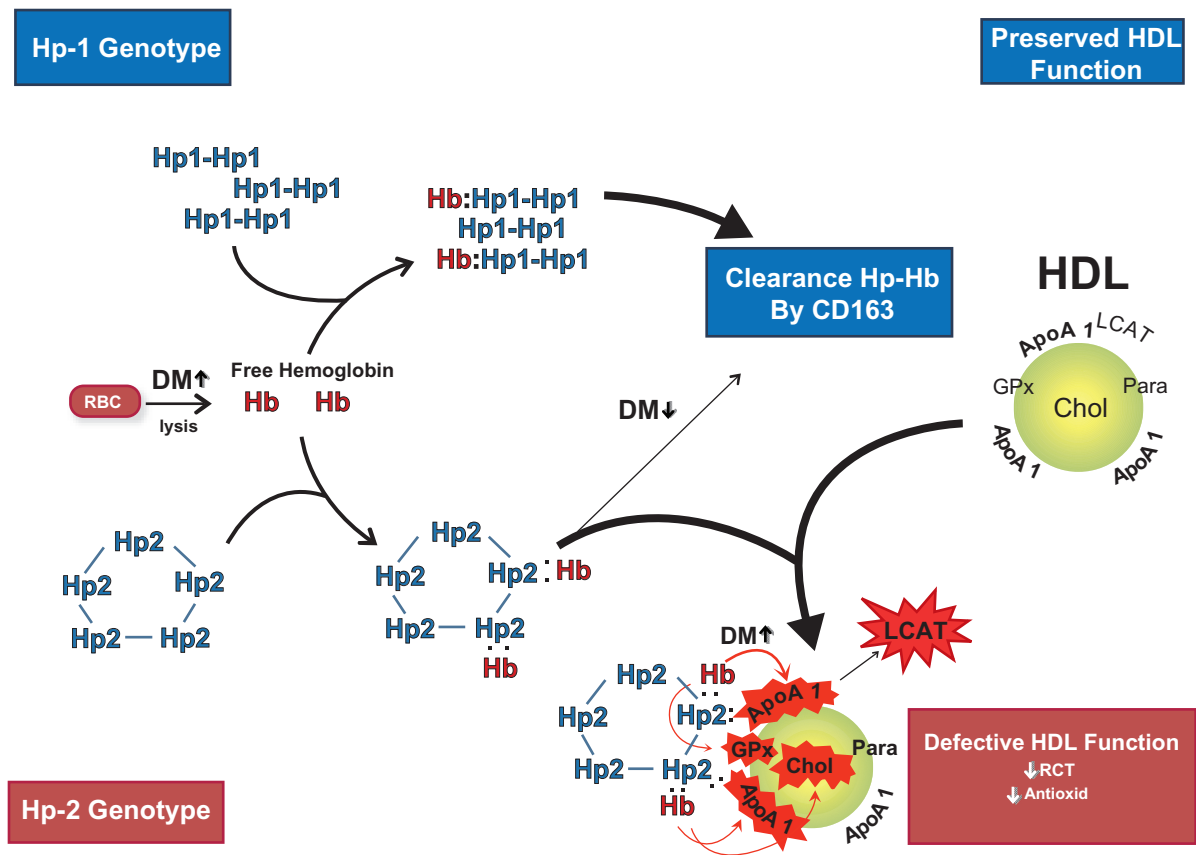 Hp-1 Genotype
Preserved HDL
Function
Hp1-Hp1
Hp1-Hp1
Hp1-Hp1
Hb:Hp1-Hp1
Hp1-Hp1
Hb:Hp1-Hp1
Clearance Hp-Hb
By CD163
HDL
ApoA 1
LCAT
GPx
Para
Chol
ApoA 1
ApoA 1
RBC
DM↑
lysis
Free Hemoglobin
Hb
Hb
DM↓
Hp2
Hp2
Hp2
Hp2
Hp2
Hp2
Hp2
Hp2
:Hb
Hp2
Hp2
Hb
DM↑
LCAT
Hp2
Hb
Hp2
Hp2:
ApoA 1
Hp2
Hp2
Hb
GPx
Chol
Para
ApoA 1
ApoA 1
Defective HDL Function
↓RCT
↓Antioxid
Hp-2 Genotype